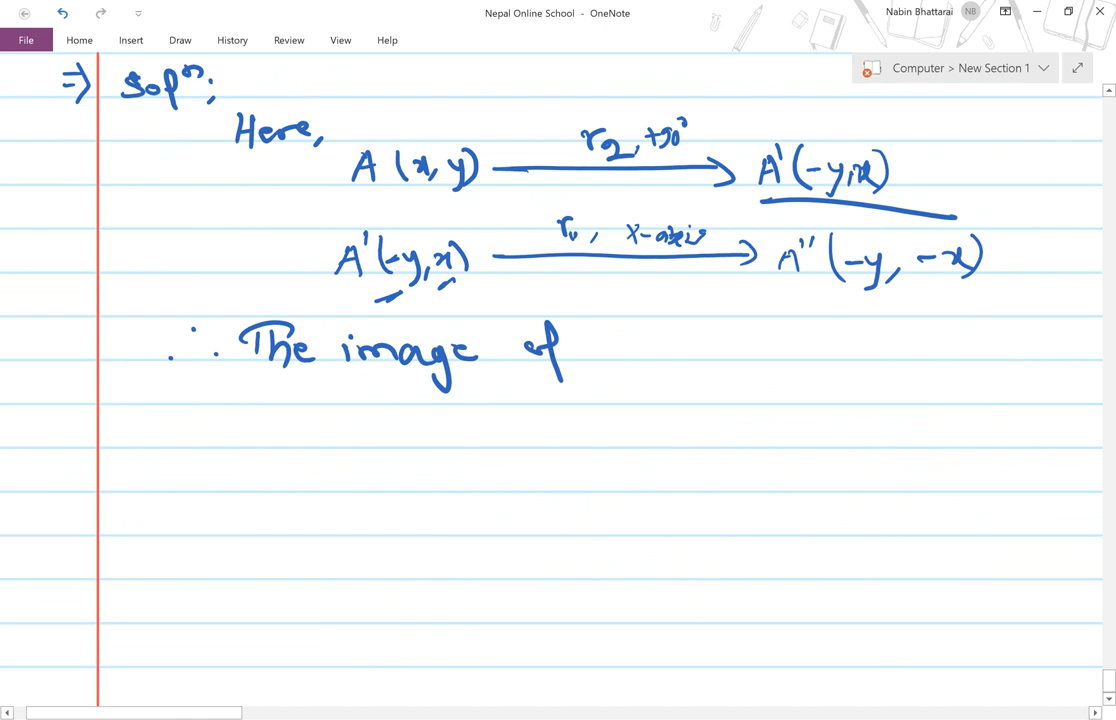 Nepal Online School - OneNote
Nabin Bhattarai NB
File Home Insert Draw History Review View Help
Computer > New Section 1
⇒ Solⁿ;
Here,
A (x, y) ⟶ A' (-y, x)
r₂, +90°
A' (-y, x) ⟶ A'' (-y, -x)
r₁, X-axis
∴ The image of